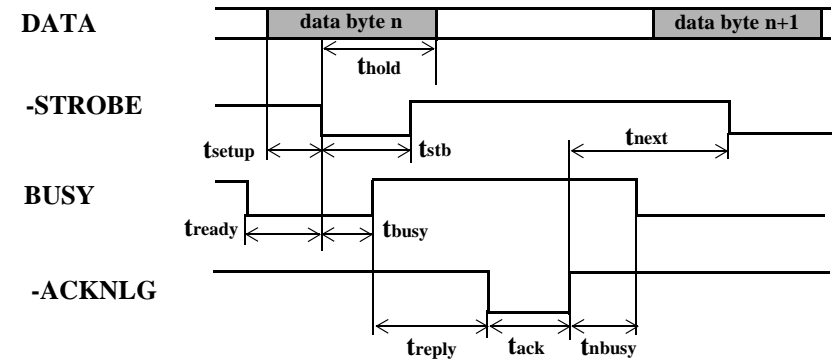 DATA data byte n data byte n+1
thold
-STROBE
tsetup tstb tnext
BUSY
tready tbusy
-ACKNLG
treply tack tnbusy